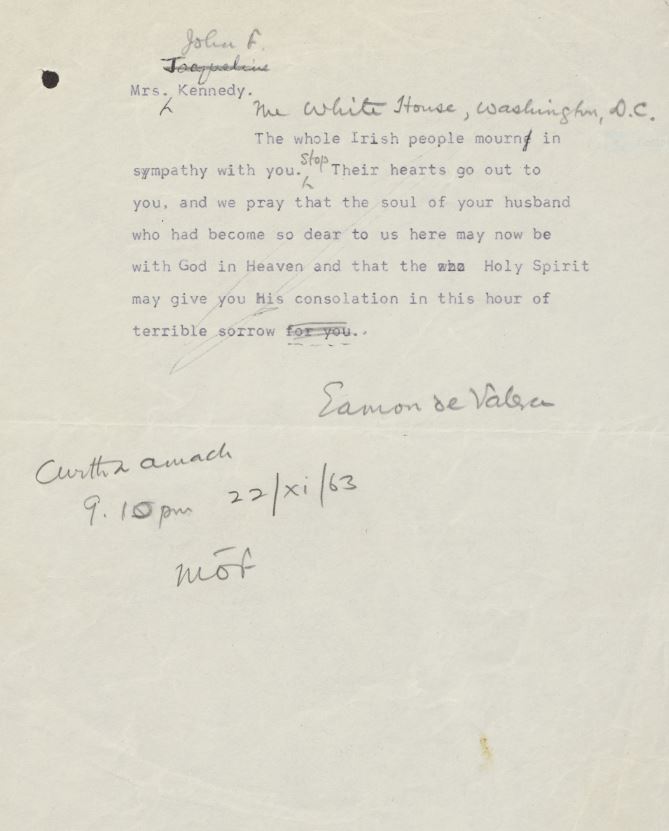 John F.
Jacqueline
Mrs. Kennedy.
The White House, Washington, D.C.
The whole Irish people mourns in
Stop
sympathy with you. Their hearts go out to
you, and we pray that the soul of your husband
who had become so dear to us here may now be
with God in Heaven and that the who Holy Spirit
may give you His consolation in this hour of
terrible sorrow for you..
Eamon de Valera
Curtha amach
9.10 pm 22/xi/63
MÓF